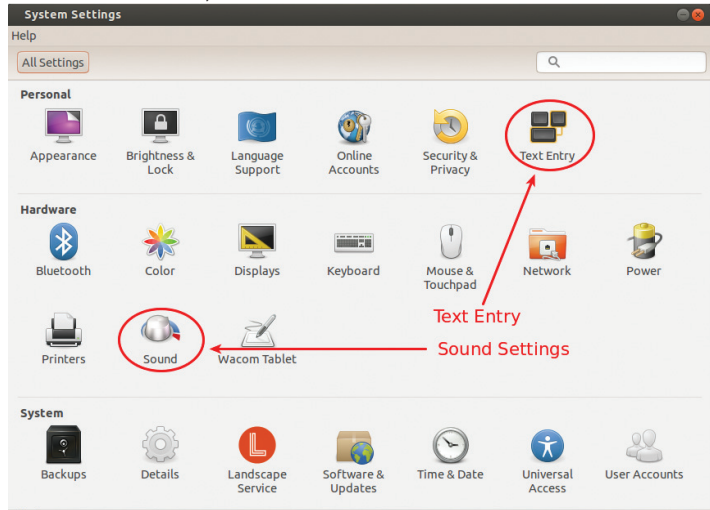 System Settings
Help
All Settings
Personal
Appearance
Brightness &
Lock
Language
Support
Online
Accounts
Security &
Privacy
Text Entry
Hardware
Bluetooth
Color
Displays
Keyboard
Mouse &
Touchpad
Network
Power
Text Entry
Printers
Sound
Wacom Tablet
Sound Settings
System
Backups
Details
L
Landscape
Service
Software &
Updates
Time & Date
Universal
Access
User Accounts